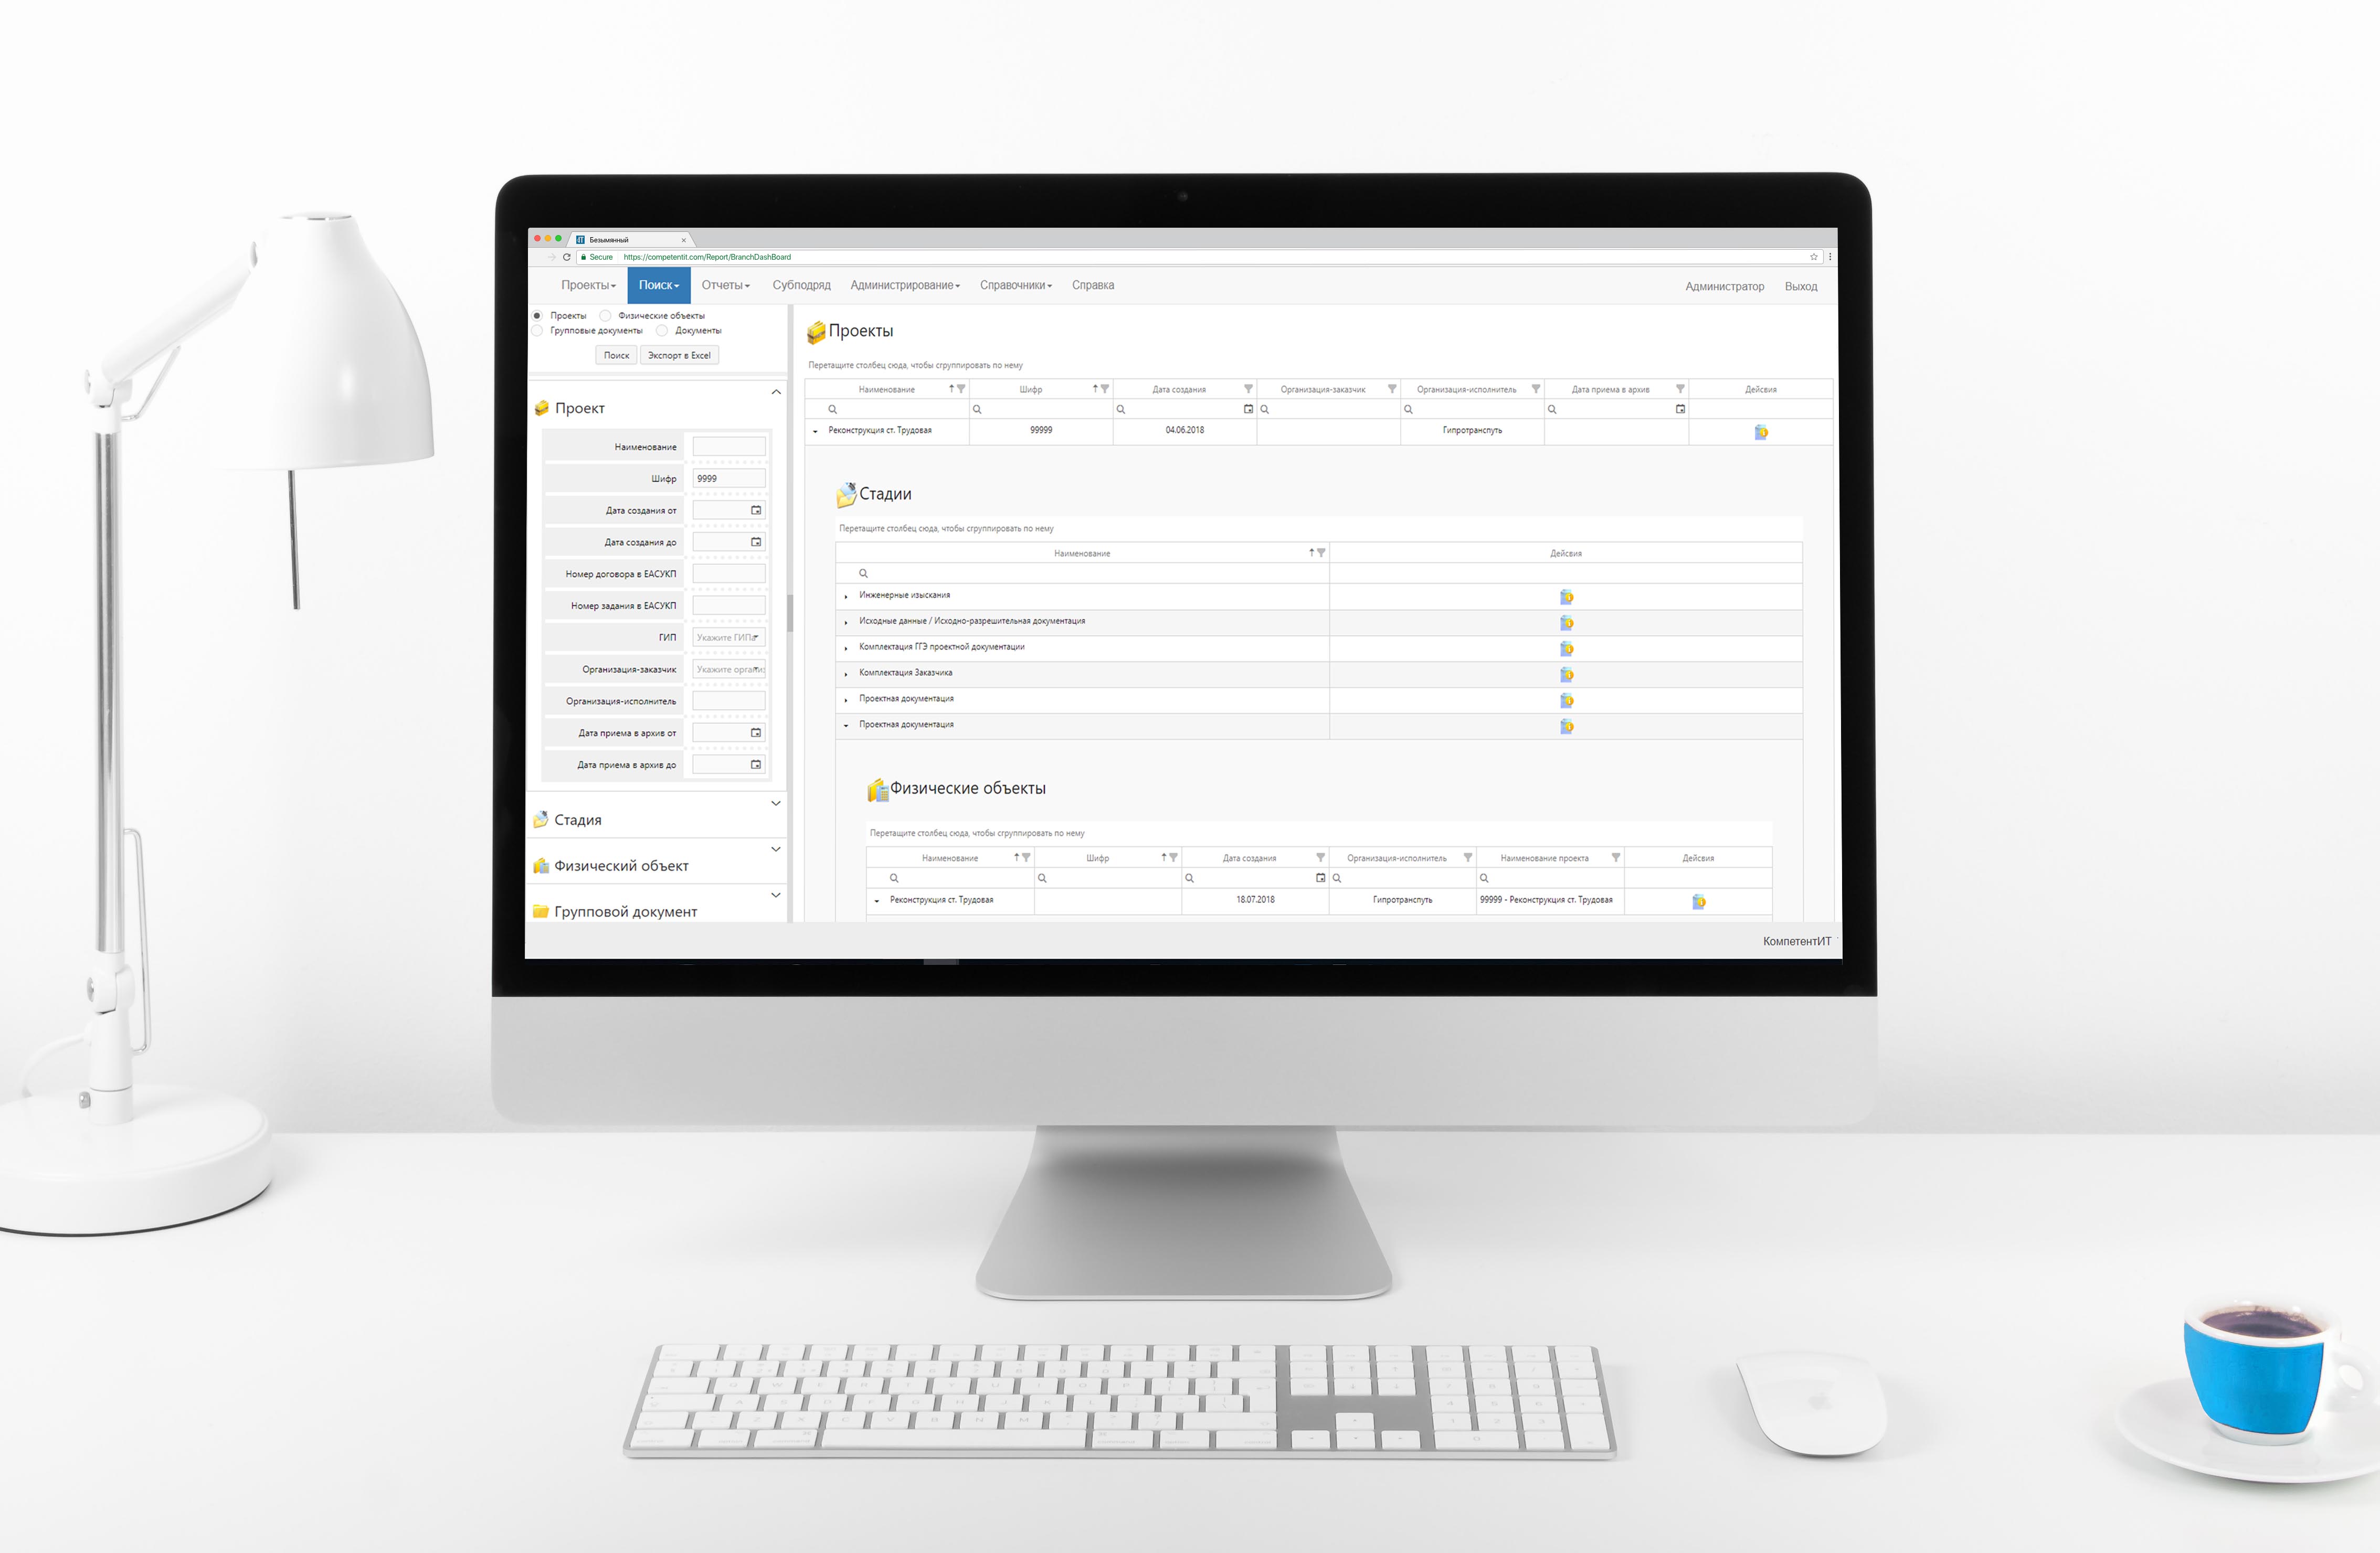 Безымянный
Secure https://competentit.com/Report/BranchDashBoard
Проекты Поиск Отчеты Субподряд Администрирование Справочники Справка Администратор Выход
Проекты Физические объекты
Групповые документы Документы
Поиск Экспорт в Excel
Проект
Наименование
Шифр 9999
Дата создания от
Дата создания до
Номер договора в ЕАСУКП
Номер задания в ЕАСУКП
ГИП Укажите ГИПа
Организация-заказчик Укажите
Организация-исполнитель
Дата приема в архив от
Дата приема в архив до
Стадия
Физический объект
Групповой документ
Проекты
Перетащите столбец сюда, чтобы сгруппировать по нему
Наименование Шифр Дата создания Организация-заказчик Организация-исполнитель Дата приема в архив Дейсвия
Реконструкция ст. Трудовая 99999 04.06.2018 Гипротранспуть
Стадии
Перетащите столбец сюда, чтобы сгруппировать по нему
Наименование Дейсвия
Инженерные изыскания
Исходные данные / Исходно-разрешительная документация
Комплектация ГГЭ проектной документации
Комплектация Заказчика
Проектная документация
Проектная документация
Физические объекты
Перетащите столбец сюда, чтобы сгруппировать по нему
Наименование Шифр Дата создания Организация-исполнитель Наименование проекта Дейсвия
Реконструкция ст. Трудовая 18.07.2018 Гипротранспуть 99999 - Реконструкция ст. Трудовая
КомпетентИТ